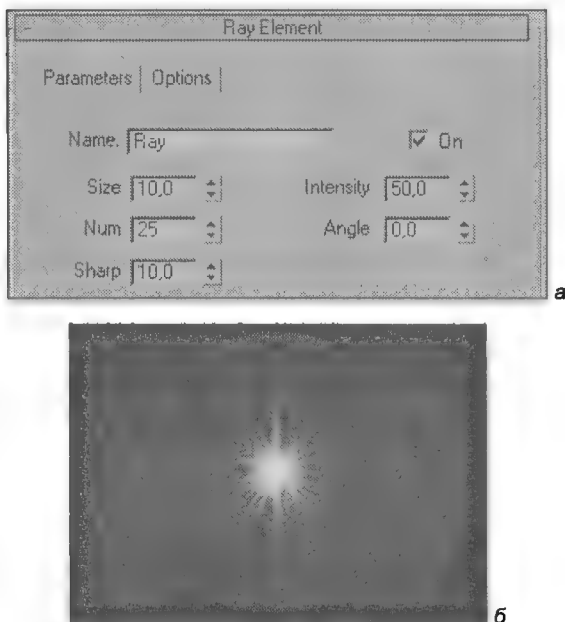 Ray Element
Parameters | Options |
Name. Ray On
Size 10,0 Intensity 50,0
Num 25 Angle 0,0
Sharp 10,0
а
б